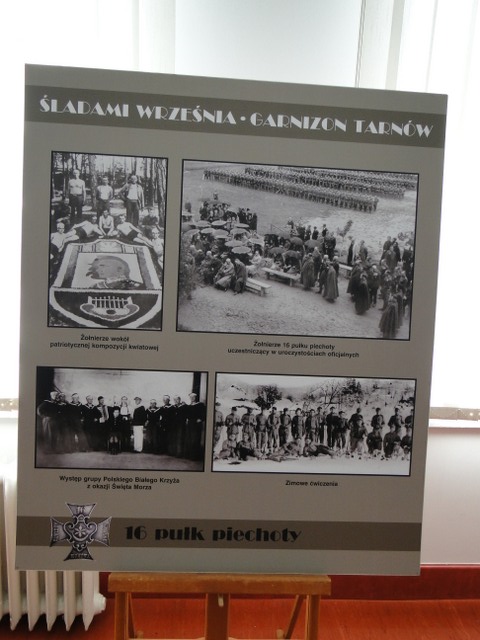 ŚLADAMI WRZEŚNIA • GARNIZON TARNÓW
Żołnierze wokół
patriotycznej kompozycji kwiatowej
Żołnierze 16 pułku piechoty
uczestniczący w uroczystościach oficjalnych
Występ grupy Polskiego Białego Krzyża
z okazji Święta Morza
Zimowe ćwiczenia
16 pułk piechoty